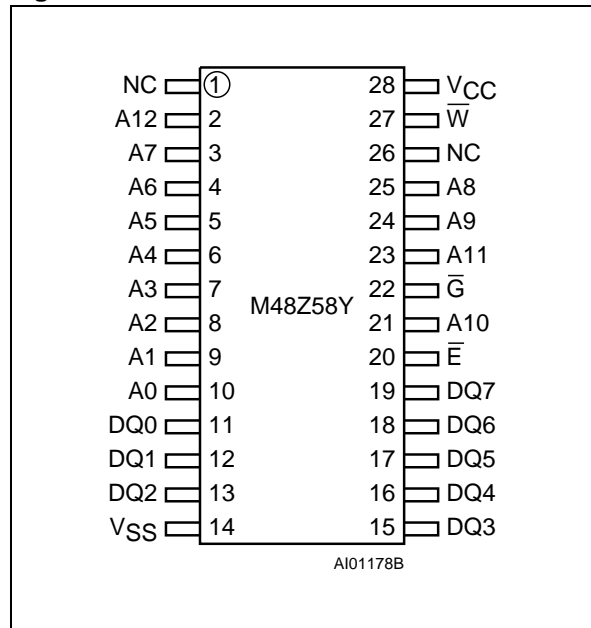 NC 1 28 VCC
A12 2 27 W̅
A7 3 26 NC
A6 4 25 A8
A5 5 24 A9
A4 6 23 A11
A3 7 22 G̅
M48Z58Y
A2 8 21 A10
A1 9 20 E̅
A0 10 19 DQ7
DQ0 11 18 DQ6
DQ1 12 17 DQ5
DQ2 13 16 DQ4
VSS 14 15 DQ3
AI01178B